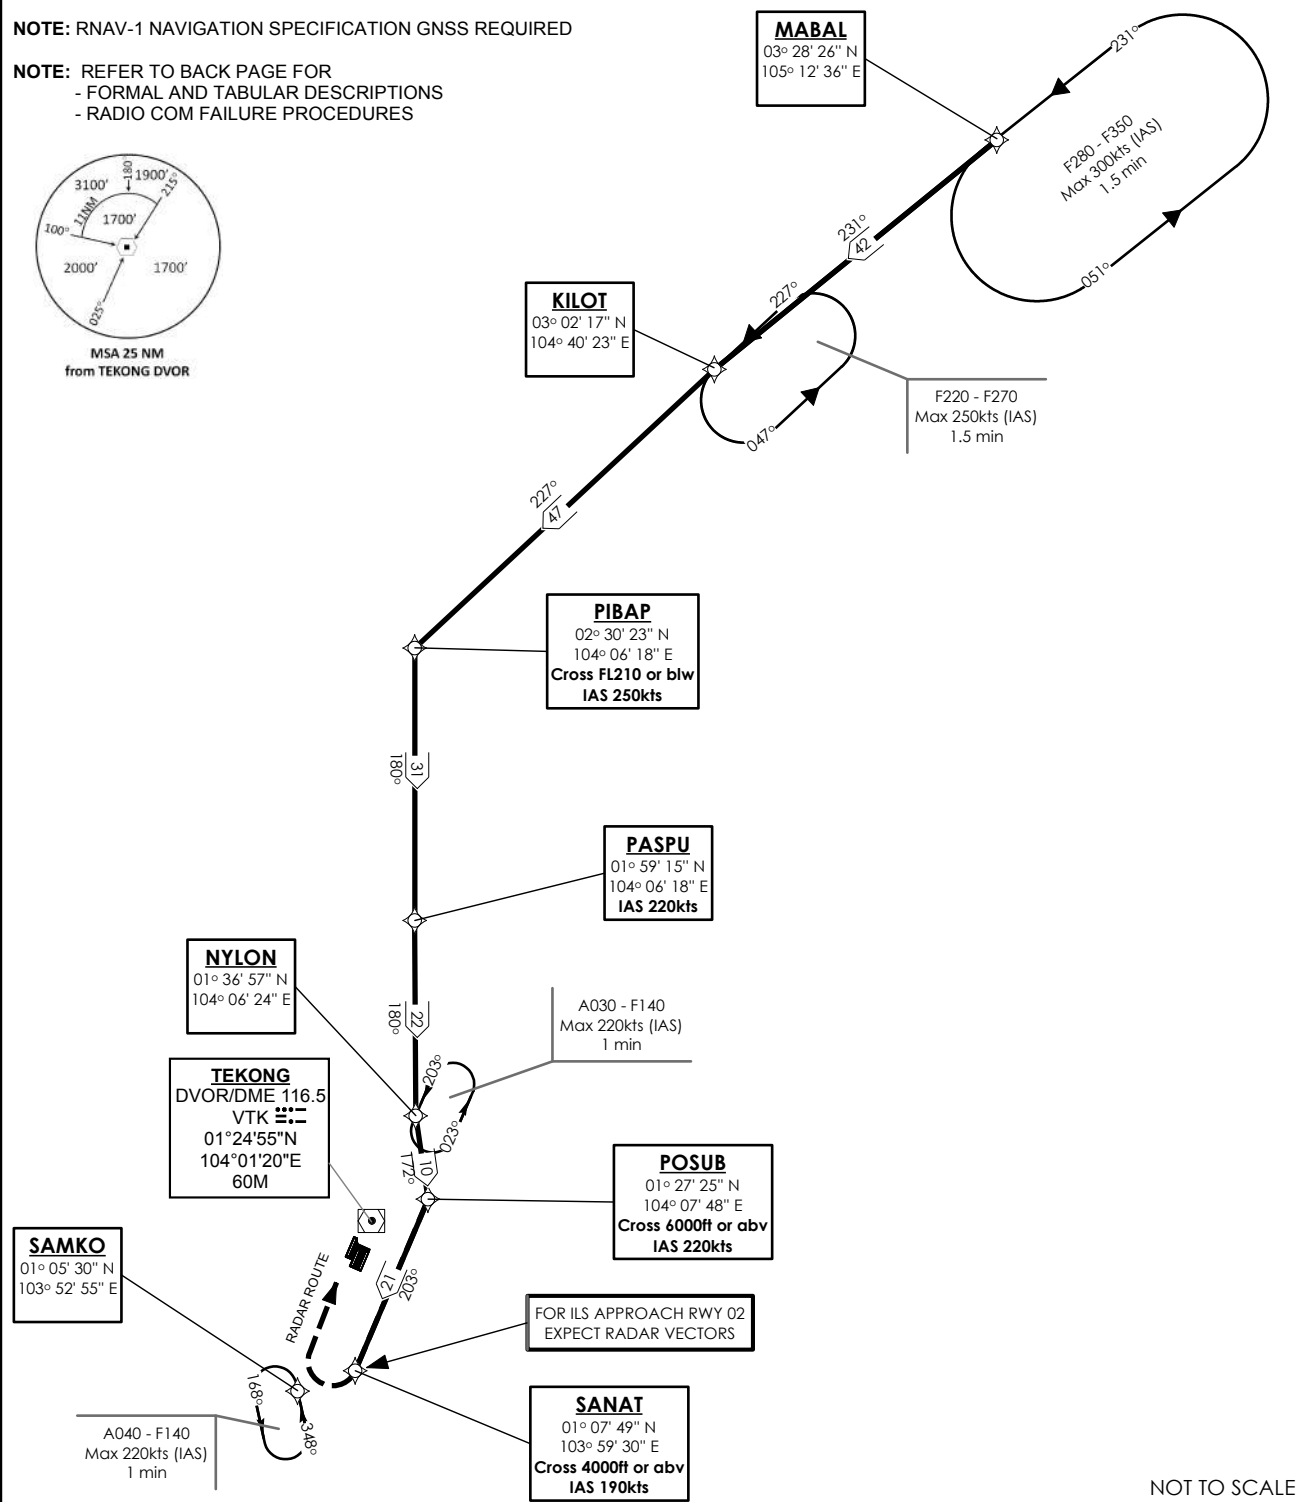 NOTE: RNAV-1 NAVIGATION SPECIFICATION GNSS REQUIRED
NOTE: REFER TO BACK PAGE FOR
- FORMAL AND TABULAR DESCRIPTIONS
- RADIO COM FAILURE PROCEDURES
3100'
180°
1900'
215°
11NM
1700'
100°
2000'
1700'
025°
MSA 25 NM
from TEKONG DVOR
MABAL
03° 28' 26" N
105° 12' 36" E
231°
F280 - F350
Max 300kts (IAS)
1.5 min
051°
231°
42
KILOT
03° 02' 17" N
104° 40' 23" E
227°
047°
F220 - F270
Max 250kts (IAS)
1.5 min
227°
47
PIBAP
02° 30' 23" N
104° 06' 18" E
Cross FL210 or blw
IAS 250kts
31
180°
PASPU
01° 59' 15" N
104° 06' 18" E
IAS 220kts
NYLON
01° 36' 57" N
104° 06' 24" E
22
180°
A030 - F140
Max 220kts (IAS)
1 min
203°
023°
TEKONG
DVOR/DME 116.5
VTK
01°24'55"N
104°01'20"E
60M
10
172°
POSUB
01° 27' 25" N
104° 07' 48" E
Cross 6000ft or abv
IAS 220kts
SAMKO
01° 05' 30" N
103° 52' 55" E
RADAR ROUTE
21
203°
FOR ILS APPROACH RWY 02
EXPECT RADAR VECTORS
168°
348°
A040 - F140
Max 220kts (IAS)
1 min
SANAT
01° 07' 49" N
103° 59' 30" E
Cross 4000ft or abv
IAS 190kts
NOT TO SCALE